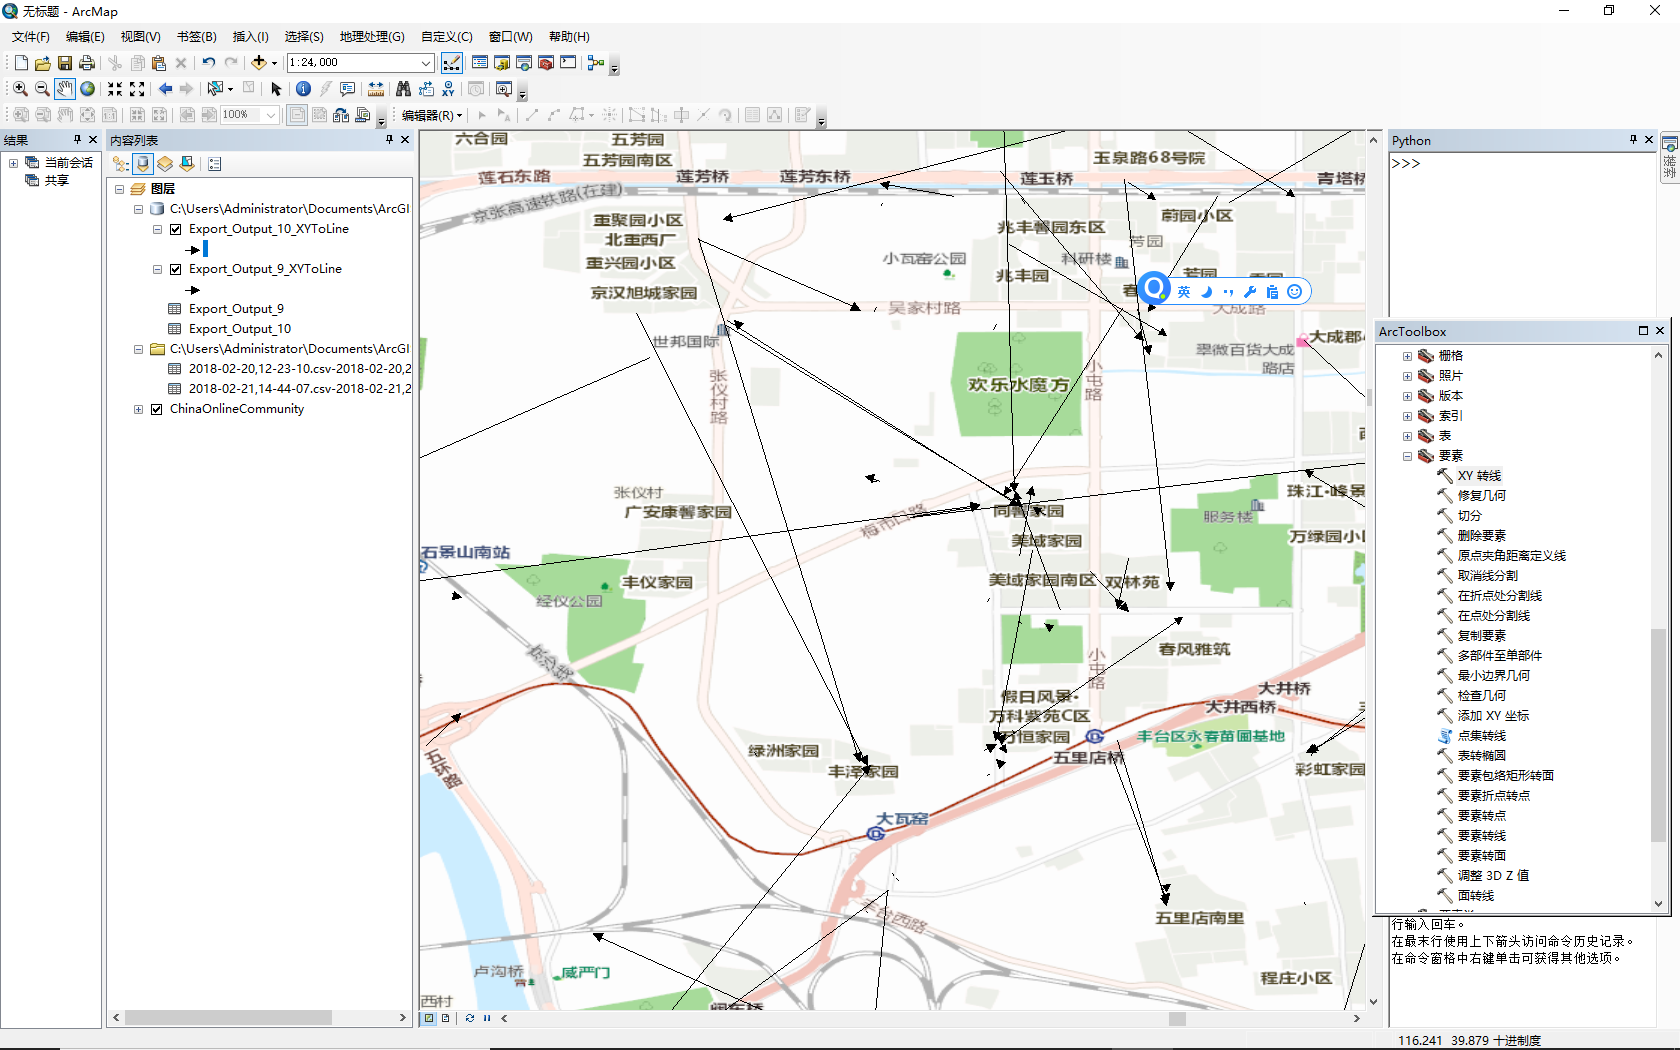 无标题 - ArcMap
文件(F) 编辑(E) 视图(V) 书签(B) 插入(I) 选择(S) 地理处理(G) 自定义(C) 窗口(W) 帮助(H)
1:24,000
100%
编辑器(R)
结果
当前会话
共享
内容列表
图层
C:\Users\Administrator\Documents\ArcGI
Export_Output_10_XYToLine
Export_Output_9_XYToLine
Export_Output_9
Export_Output_10
C:\Users\Administrator\Documents\ArcGI
2018-02-20,12-23-10.csv-2018-02-20,2
2018-02-21,14-44-07.csv-2018-02-21,2
ChinaOnlineCommunity
六合园
五芳园
五芳园南区
玉泉路68号院
莲石东路
莲芳桥
莲芳东桥
莲玉桥
青塔桥
京张高速铁路(在建)
重聚园小区
北重西厂
重兴园小区
京汉旭城家园
兆丰馨园东区
蔚园小区
芳园
小瓦窑公园
科研楼
兆丰园
芳园
春
吴家村路
大成路
世邦国际
大成郡
翠微百货大成
路店
欢乐水魔方
张仪村路
小屯路
张仪村
广安康馨家园
梅市口路
同馨家园
服务楼
珠江·峰景
美域家园
万绿园小区
石景山南站
丰仪家园
美域家园南区
双林苑
经仪公园
京沙线
春风雅筑
小屯路
假日风景·
万科紫苑C区
万恒家园
大井桥
大井西桥
丰台区永春苗圃基地
五里店桥
绿洲家园
丰泽家园
彩虹家园
五环路
大瓦窑
丰台西路
五里店南里
卢沟桥
威严门
程庄小区
西村
英
Python
>>>
ArcToolbox
栅格
照片
版本
索引
表
要素
XY 转线
修复几何
切分
删除要素
原点夹角距离定义线
取消线分割
在折点处分割线
在点处分割线
复制要素
多部件至单部件
最小边界几何
检查几何
添加 XY 坐标
点集转线
表转椭圆
要素包络矩形转面
要素折点转点
要素转点
要素转线
要素转面
调整 3D Z 值
面转线
行输入回车。
在最末行使用上下箭头访问命令历史记录。
在命令窗格中右键单击可获得其他选项。
116.241 39.879 十进制度